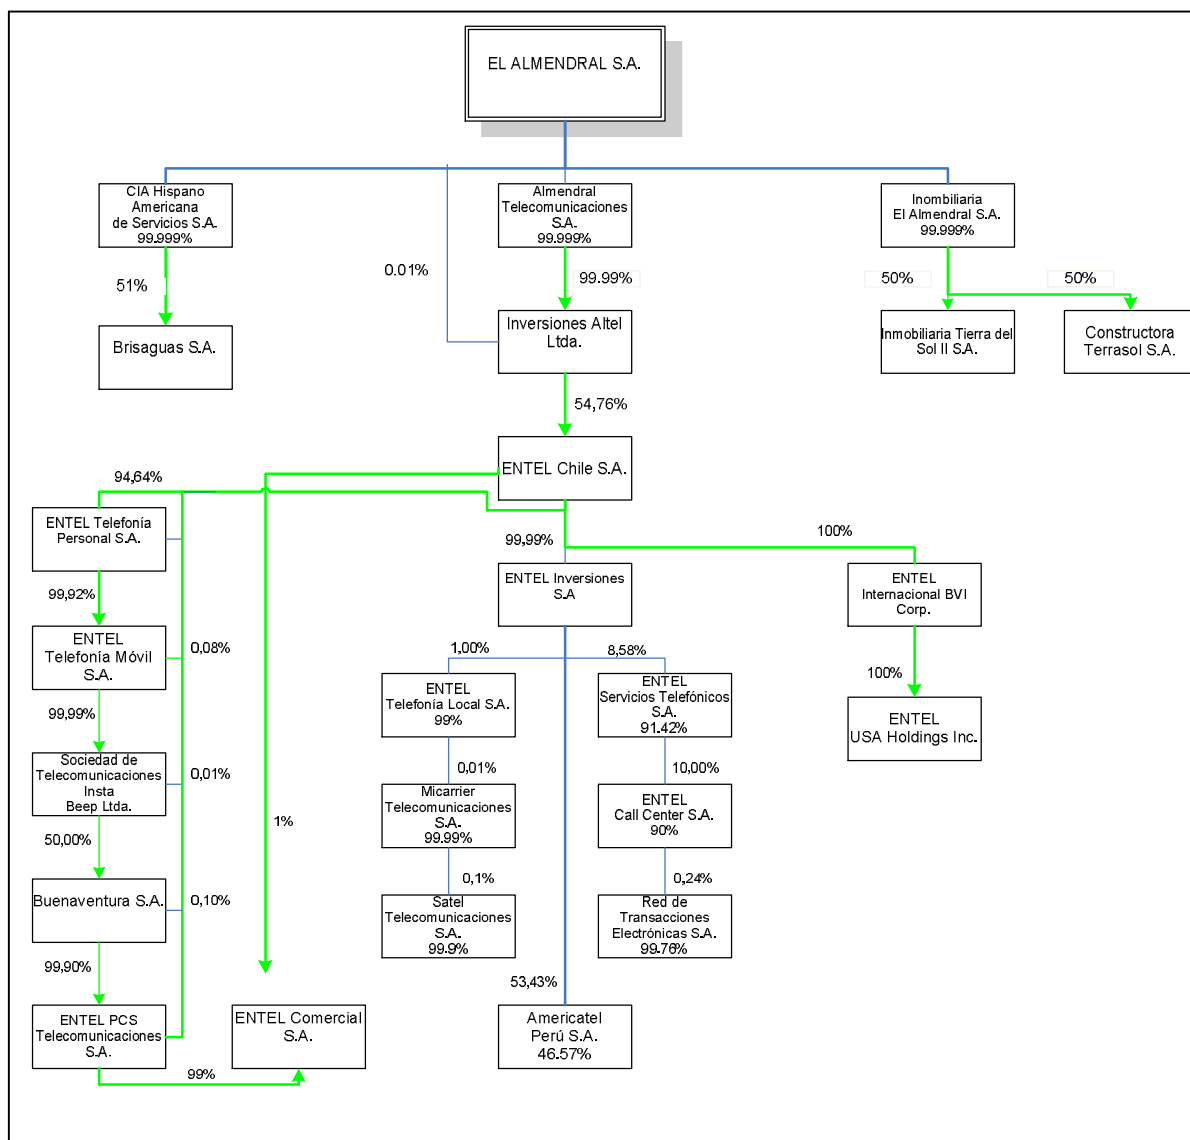 EL ALMENDRAL S.A.
CIA Hispano
Americana
de Servicios S.A.
99.999%
Almendral
Telecomunicaciones
S.A.
99.999%
Inombiliaria
El Almendral S.A.
99.999%
51%
0.01%
99.99%
50%
50%
Brisaguas S.A.
Inversiones Altel
Ltda.
Inmobiliaria Tierra del
Sol II S.A.
Constructora
Terrasol S.A.
54,76%
ENTEL Chile S.A.
94,64%
ENTEL Telefonía
Personal S.A.
99,99%
100%
ENTEL Inversiones
S.A
ENTEL
Internacional BVI
Corp.
99,92%
ENTEL
Telefonía Móvil
S.A.
0,08%
1,00%
8,58%
100%
ENTEL
Telefonía Local S.A.
99%
ENTEL
Servicios Telefónicos
S.A.
91.42%
ENTEL
USA Holdings Inc.
99,99%
Sociedad de
Telecomunicaciones
Insta
Beep Ltda.
0,01%
0,01%
10,00%
Micarrier
Telecomunicaciones
S.A.
99.99%
ENTEL
Call Center S.A.
90%
1%
50,00%
Buenaventura S.A.
0,10%
0,1%
0,24%
Satel
Telecomunicaciones
S.A.
99.9%
Red de
Transacciones
Electrónicas S.A.
99.76%
99,90%
53,43%
ENTEL PCS
Telecomunicaciones
S.A.
ENTEL Comercial
S.A.
Americatel
Perú S.A.
46.57%
99%